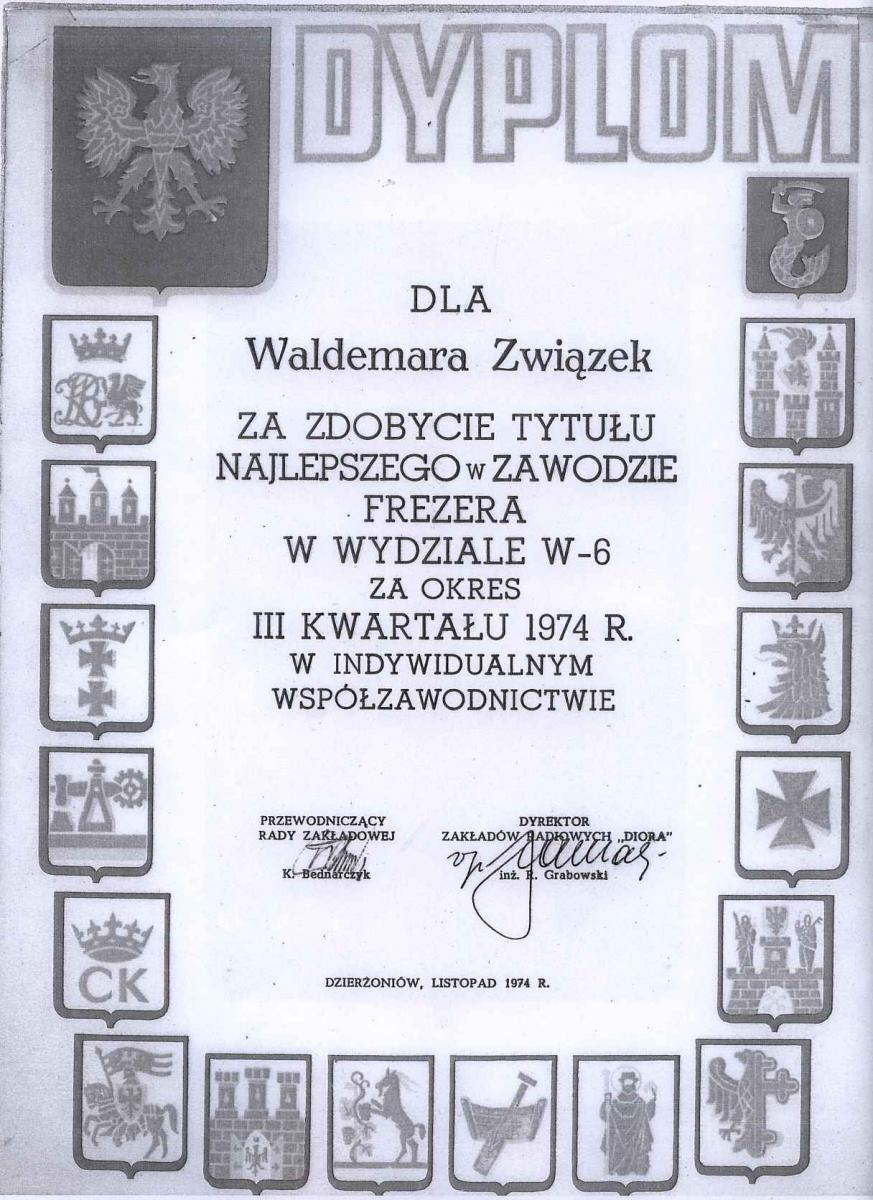 DYPLOM
DLA
Waldemara Związek
ZA ZDOBYCIE TYTUŁU
NAJLEPSZEGO W ZAWODZIE
FREZERA
W WYDZIALE W-6
ZA OKRES
III KWARTAŁU 1974 R.
W INDYWIDUALNYM
WSPÓŁZAWODNICTWIE
PRZEWODNICZĄCY
RADY ZAKŁADOWEJ
K. Bednarczyk
DYREKTOR
ZAKŁADÓW RADIOWYCH „DIORA"
inż. R. Grabowski
DZIERŻONIÓW, LISTOPAD 1974 R.
CK